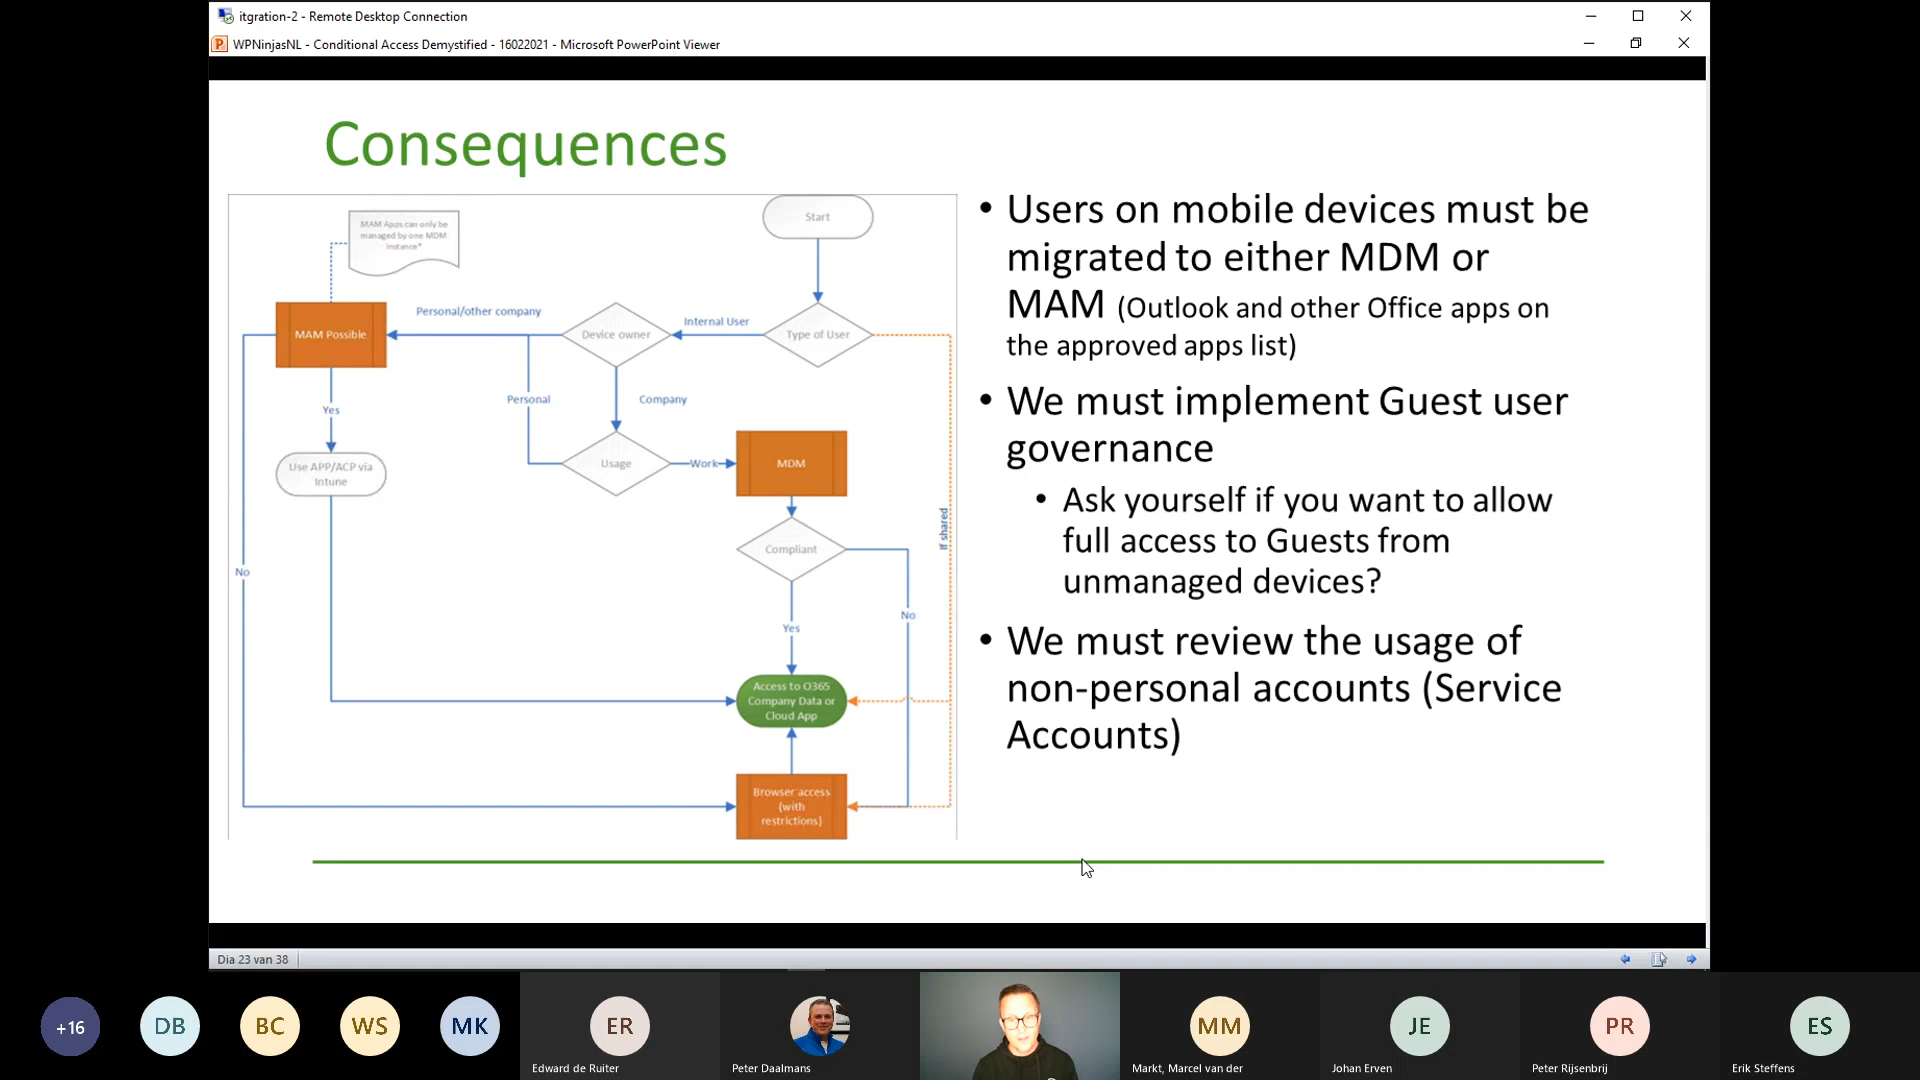 itgration-2 - Remote Desktop Connection
WPNinjasNL - Conditional Access Demystified - 16022021 - Microsoft PowerPoint Viewer
Consequences
MAM Apps can only be
managed by one MDM
instance*
Start
Personal/other company
Internal User
MAM Possible
Device owner
Type of User
Yes
Personal
Company
Use APP/ACP via
Intune
Usage
Work
MDM
If shared
Compliant
No
No
Yes
Access to O365
Company Data or
Cloud App
Browser access
(with
restrictions)
• Users on mobile devices must be
migrated to either MDM or
MAM (Outlook and other Office apps on
the approved apps list)
• We must implement Guest user
governance
• Ask yourself if you want to allow
full access to Guests from
unmanaged devices?
• We must review the usage of
non-personal accounts (Service
Accounts)
Dia 23 van 38
+16
DB
BC
WS
MK
ER
Edward de Ruiter
Peter Daalmans
MM
Markt, Marcel van der
JE
Johan Erven
PR
Peter Rijsenbrij
ES
Erik Steffens